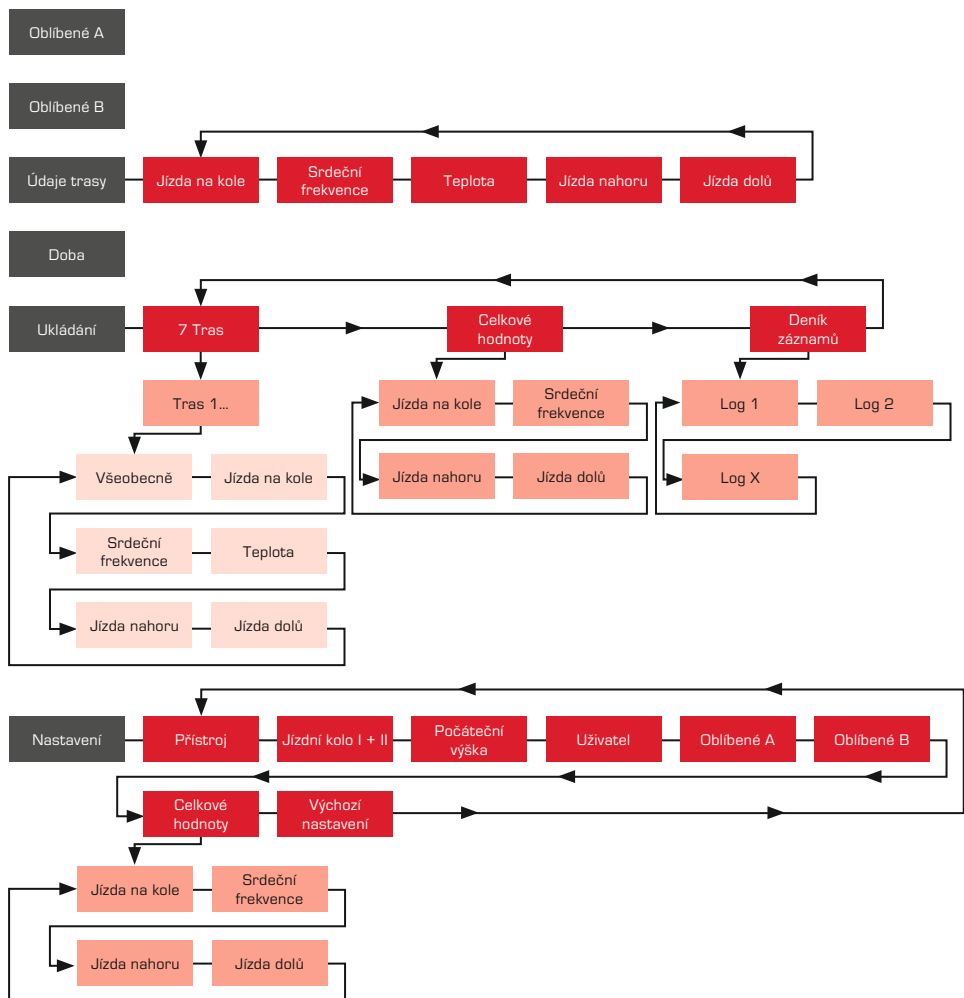 Oblíbené A
Oblíbené B
Údaje trasy
Jízda na kole
Srdeční
frekvence
Teplota
Jízda nahoru
Jízda dolů
Doba
Ukládání
7 Tras
Celkové
hodnoty
Deník
záznamů
Tras 1...
Jízda na kole
Srdeční
frekvence
Log 1
Log 2
Všeobecně
Jízda na kole
Jízda nahoru
Jízda dolů
Log X
Srdeční
frekvence
Teplota
Jízda nahoru
Jízda dolů
Nastavení
Přístroj
Jízdní kolo I + II
Počáteční
výška
Uživatel
Oblíbené A
Oblíbené B
Celkové
hodnoty
Výchozí
nastavení
Jízda na kole
Srdeční
frekvence
Jízda nahoru
Jízda dolů